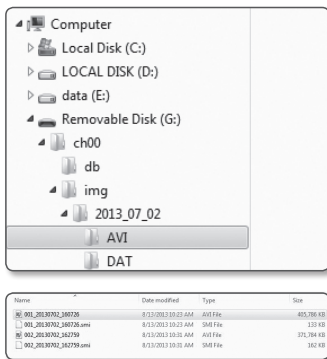 Computer
Local Disk (C:)
LOCAL DISK (D:)
data (E:)
Removable Disk (G:)
ch00
db
img
2013_07_02
AVI
DAT
Name Date modified Type Size
001_20130702_160726 8/13/2013 10:23 AM AVI File 405,786 KB
001_20130702_160726.smi 8/13/2013 10:23 AM SMI File 133 KB
002_20130702_162759 8/13/2013 10:31 AM AVI File 371,784 KB
002_20130702_162759.smi 8/13/2013 10:31 AM SMI File 162 KB